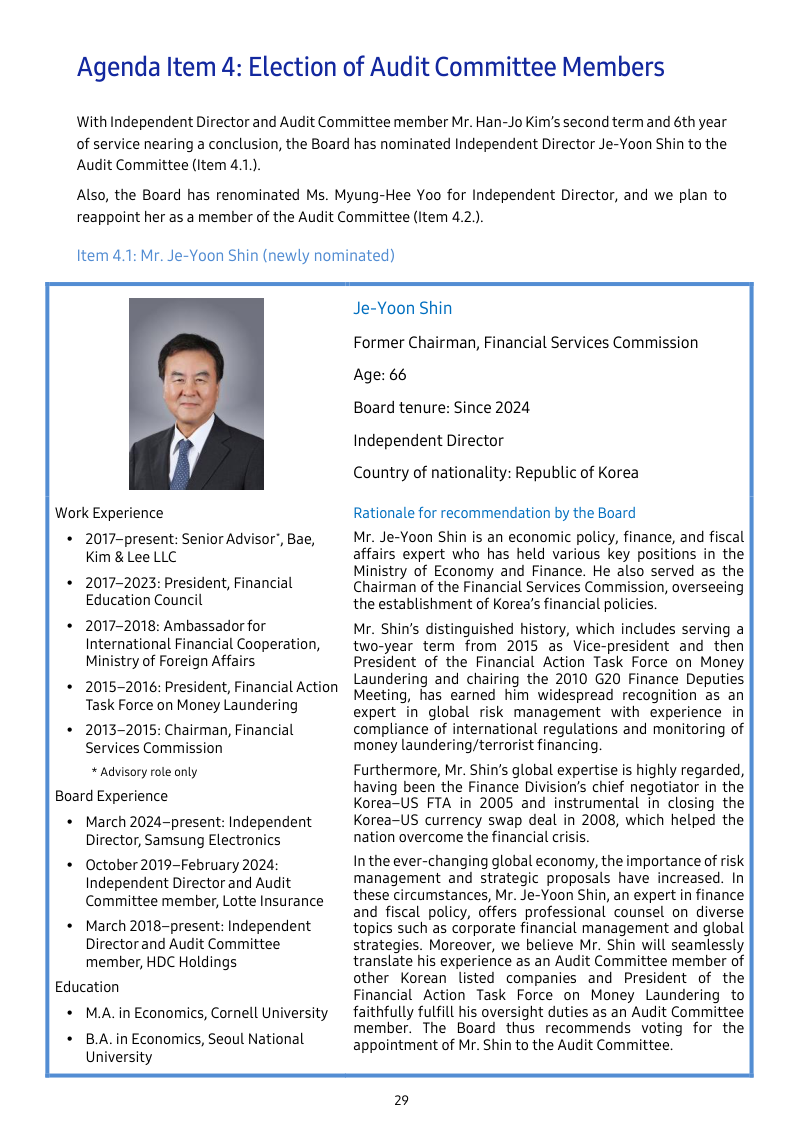 Agenda Item 4: Election of Audit Committee Members
With Independent Director and Audit Committee member Mr. Han-Jo Kim's second term and 6th year
of service nearing a conclusion, the Board has nominated Independent Director Je-Yoon Shin to the
Audit Committee (Item 4.1.).
Also, the Board has renominated Ms. Myung-Hee Yoo for Independent Director, and we plan to
reappoint her as a member of the Audit Committee (Item 4.2.).
Item 4.1: Mr. Je-Yoon Shin (newly nominated)
Je-Yoon Shin
Former Chairman, Financial Services Commission
Age: 66
Board tenure: Since 2024
Independent Director
Country of nationality: Republic of Korea
Work Experience
• 2017–present: Senior Advisor*, Bae,
Kim & Lee LLC
• 2017–2023: President, Financial
Education Council
• 2017–2018: Ambassador for
International Financial Cooperation,
Ministry of Foreign Affairs
• 2015–2016: President, Financial Action
Task Force on Money Laundering
• 2013–2015: Chairman, Financial
Services Commission
* Advisory role only
Board Experience
• March 2024–present: Independent
Director, Samsung Electronics
• October 2019–February 2024:
Independent Director and Audit
Committee member, Lotte Insurance
• March 2018–present: Independent
Director and Audit Committee
member, HDC Holdings
Education
• M.A. in Economics, Cornell University
• B.A. in Economics, Seoul National
University
Rationale for recommendation by the Board
Mr. Je-Yoon Shin is an economic policy, finance, and fiscal
affairs expert who has held various key positions in the
Ministry of Economy and Finance. He also served as the
Chairman of the Financial Services Commission, overseeing
the establishment of Korea's financial policies.
Mr. Shin's distinguished history, which includes serving a
two-year term from 2015 as Vice-president and then
President of the Financial Action Task Force on Money
Laundering and chairing the 2010 G20 Finance Deputies
Meeting, has earned him widespread recognition as an
expert in global risk management with experience in
compliance of international regulations and monitoring of
money laundering/terrorist financing.
Furthermore, Mr. Shin's global expertise is highly regarded,
having been the Finance Division's chief negotiator in the
Korea–US FTA in 2005 and instrumental in closing the
Korea–US currency swap deal in 2008, which helped the
nation overcome the financial crisis.
In the ever-changing global economy, the importance of risk
management and strategic proposals have increased. In
these circumstances, Mr. Je-Yoon Shin, an expert in finance
and fiscal policy, offers professional counsel on diverse
topics such as corporate financial management and global
strategies. Moreover, we believe Mr. Shin will seamlessly
translate his experience as an Audit Committee member of
other Korean listed companies and President of the
Financial Action Task Force on Money Laundering to
faithfully fulfill his oversight duties as an Audit Committee
member. The Board thus recommends voting for the
appointment of Mr. Shin to the Audit Committee.
29